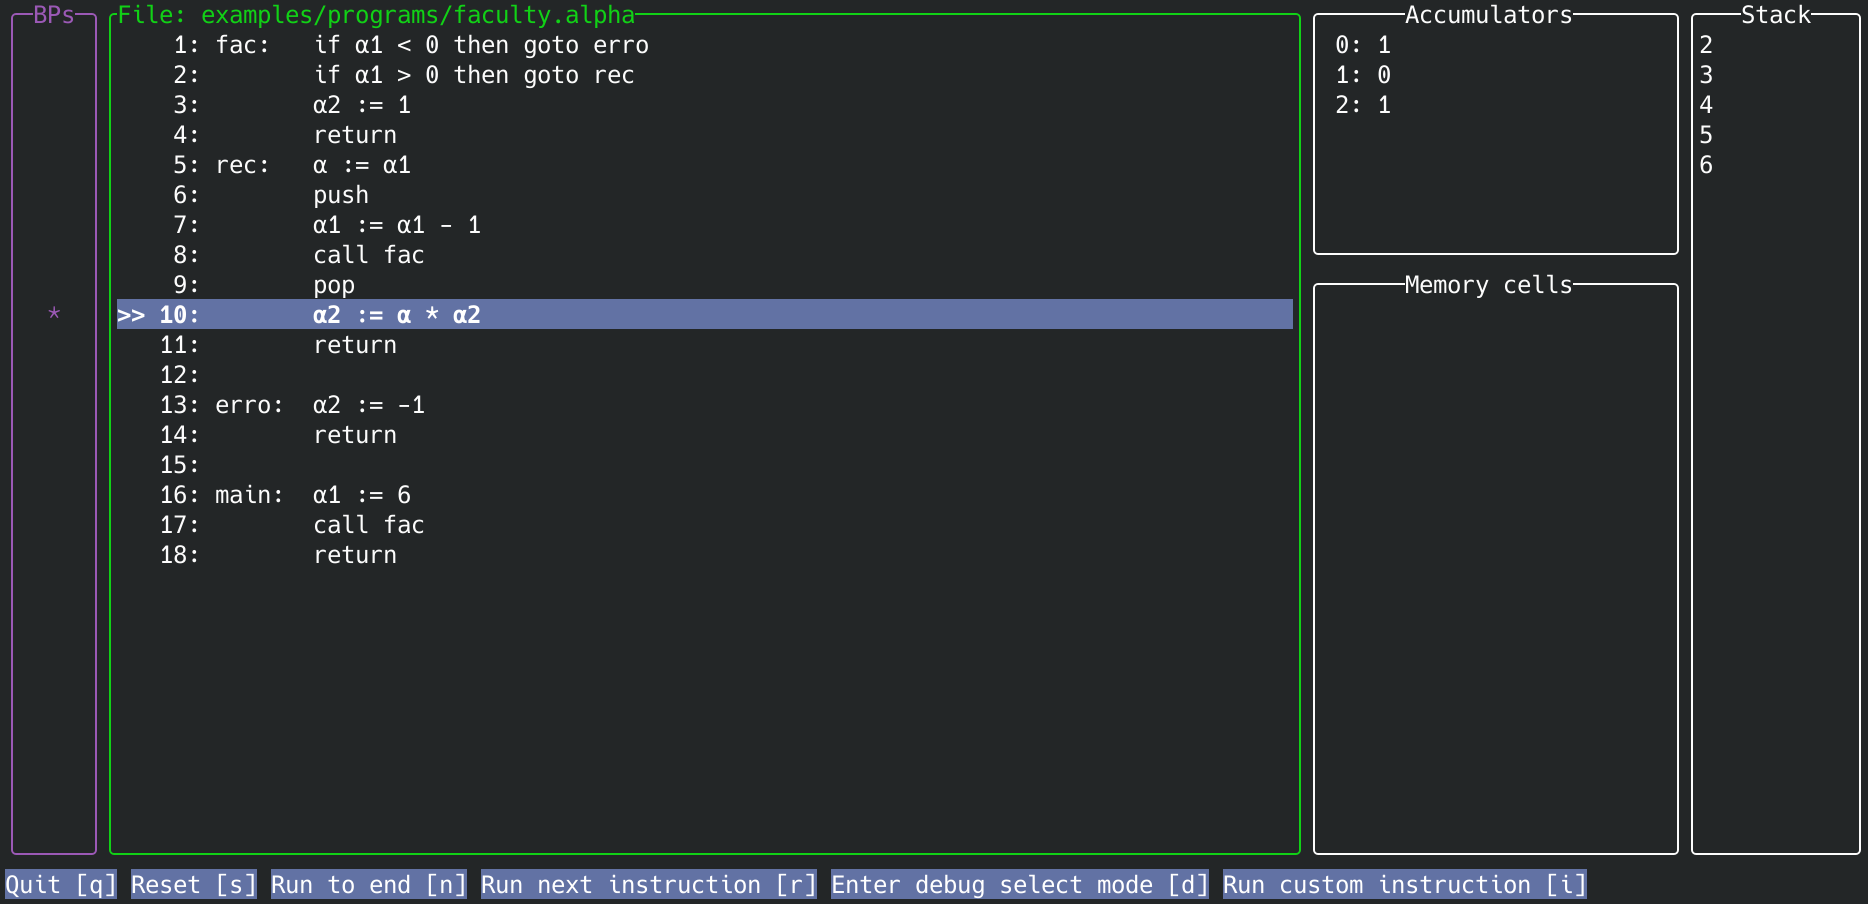 BPs
*
File: examples/programs/faculty.alpha
1: fac:   if α1 < 0 then goto erro
2:        if α1 > 0 then goto rec
3:        α2 := 1
4:        return
5: rec:   α := α1
6:        push
7:        α1 := α1 - 1
8:        call fac
9:        pop
>> 10:        α2 := α * α2
11:        return
12:
13: erro:  α2 := -1
14:        return
15:
16: main:  α1 := 6
17:        call fac
18:        return
Accumulators
0: 1
1: 0
2: 1
Memory cells
Stack
2
3
4
5
6
Quit [q] Reset [s] Run to end [n] Run next instruction [r] Enter debug select mode [d] Run custom instruction [i]